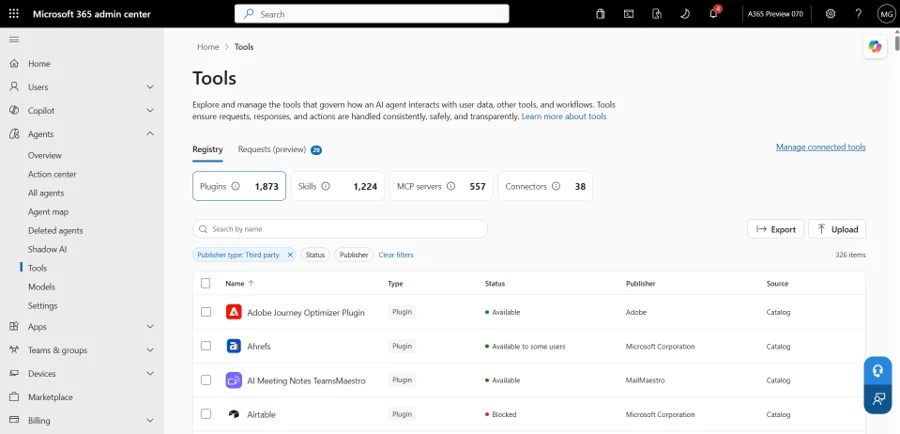 Microsoft 365 admin center
Search
4
A365 Preview 070
?
MG
Home
Users
Copilot
Agents
Overview
Action center
All agents
Agent map
Deleted agents
Shadow AI
Tools
Models
Settings
Apps
Teams & groups
Devices
Marketplace
Billing
Home > Tools
Tools
Explore and manage the tools that govern how an AI agent interacts with user data, other tools, and workflows. Tools
ensure requests, responses, and actions are handled consistently, safely, and transparently. Learn more about tools
Registry Requests (preview) 29
Manage connected tools
Plugins 1,873 Skills 1,224 MCP servers 557 Connectors 38
Search by name
Export Upload
Publisher type: Third party × Status Publisher Clear filters
326 items
Name ↑ Type Status Publisher Source
Adobe Journey Optimizer Plugin Plugin Available Adobe Catalog
Ahrefs Plugin Available to some users Microsoft Corporation Catalog
AI Meeting Notes TeamsMaestro Plugin Available MailMaestro Catalog
Airtable Plugin Blocked Microsoft Corporation Catalog